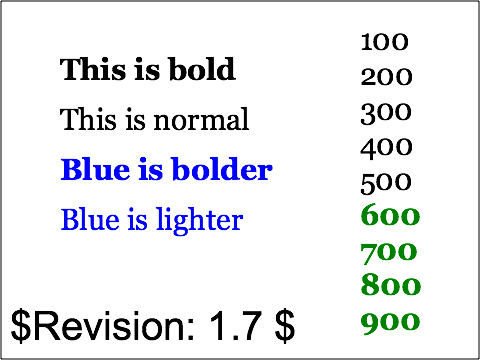 This is bold
This is normal
Blue is bolder
Blue is lighter
100
200
300
400
500
600
700
800
900
$Revision: 1.7 $